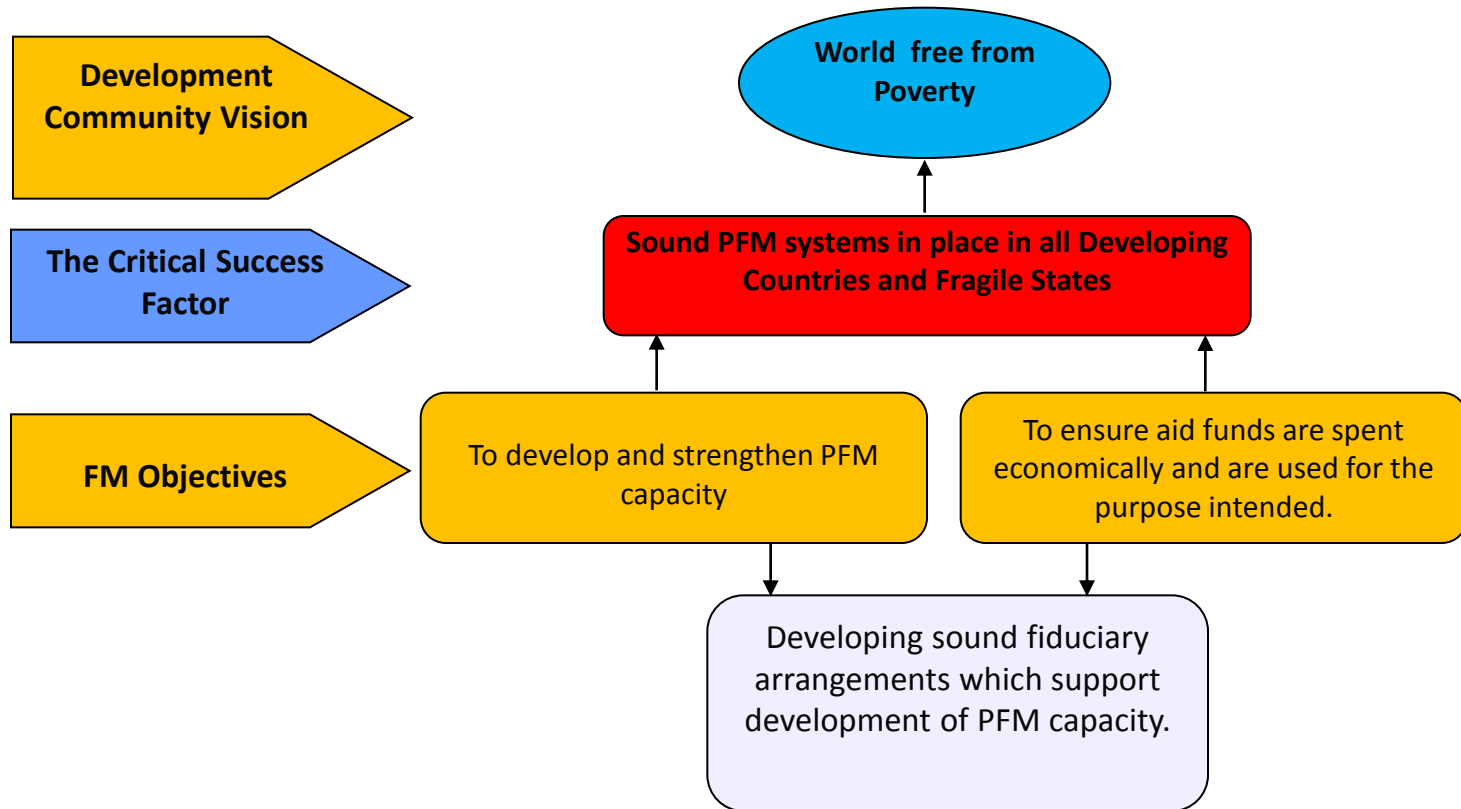 Development
Community Vision
World  free from
Poverty
The Critical Success
Factor
Sound PFM systems in place in all Developing
Countries and Fragile States
FM Objectives
To develop and strengthen PFM
capacity
To ensure aid funds are spent
economically and are used for the
purpose intended.
Developing sound fiduciary
arrangements which support
development of PFM capacity.